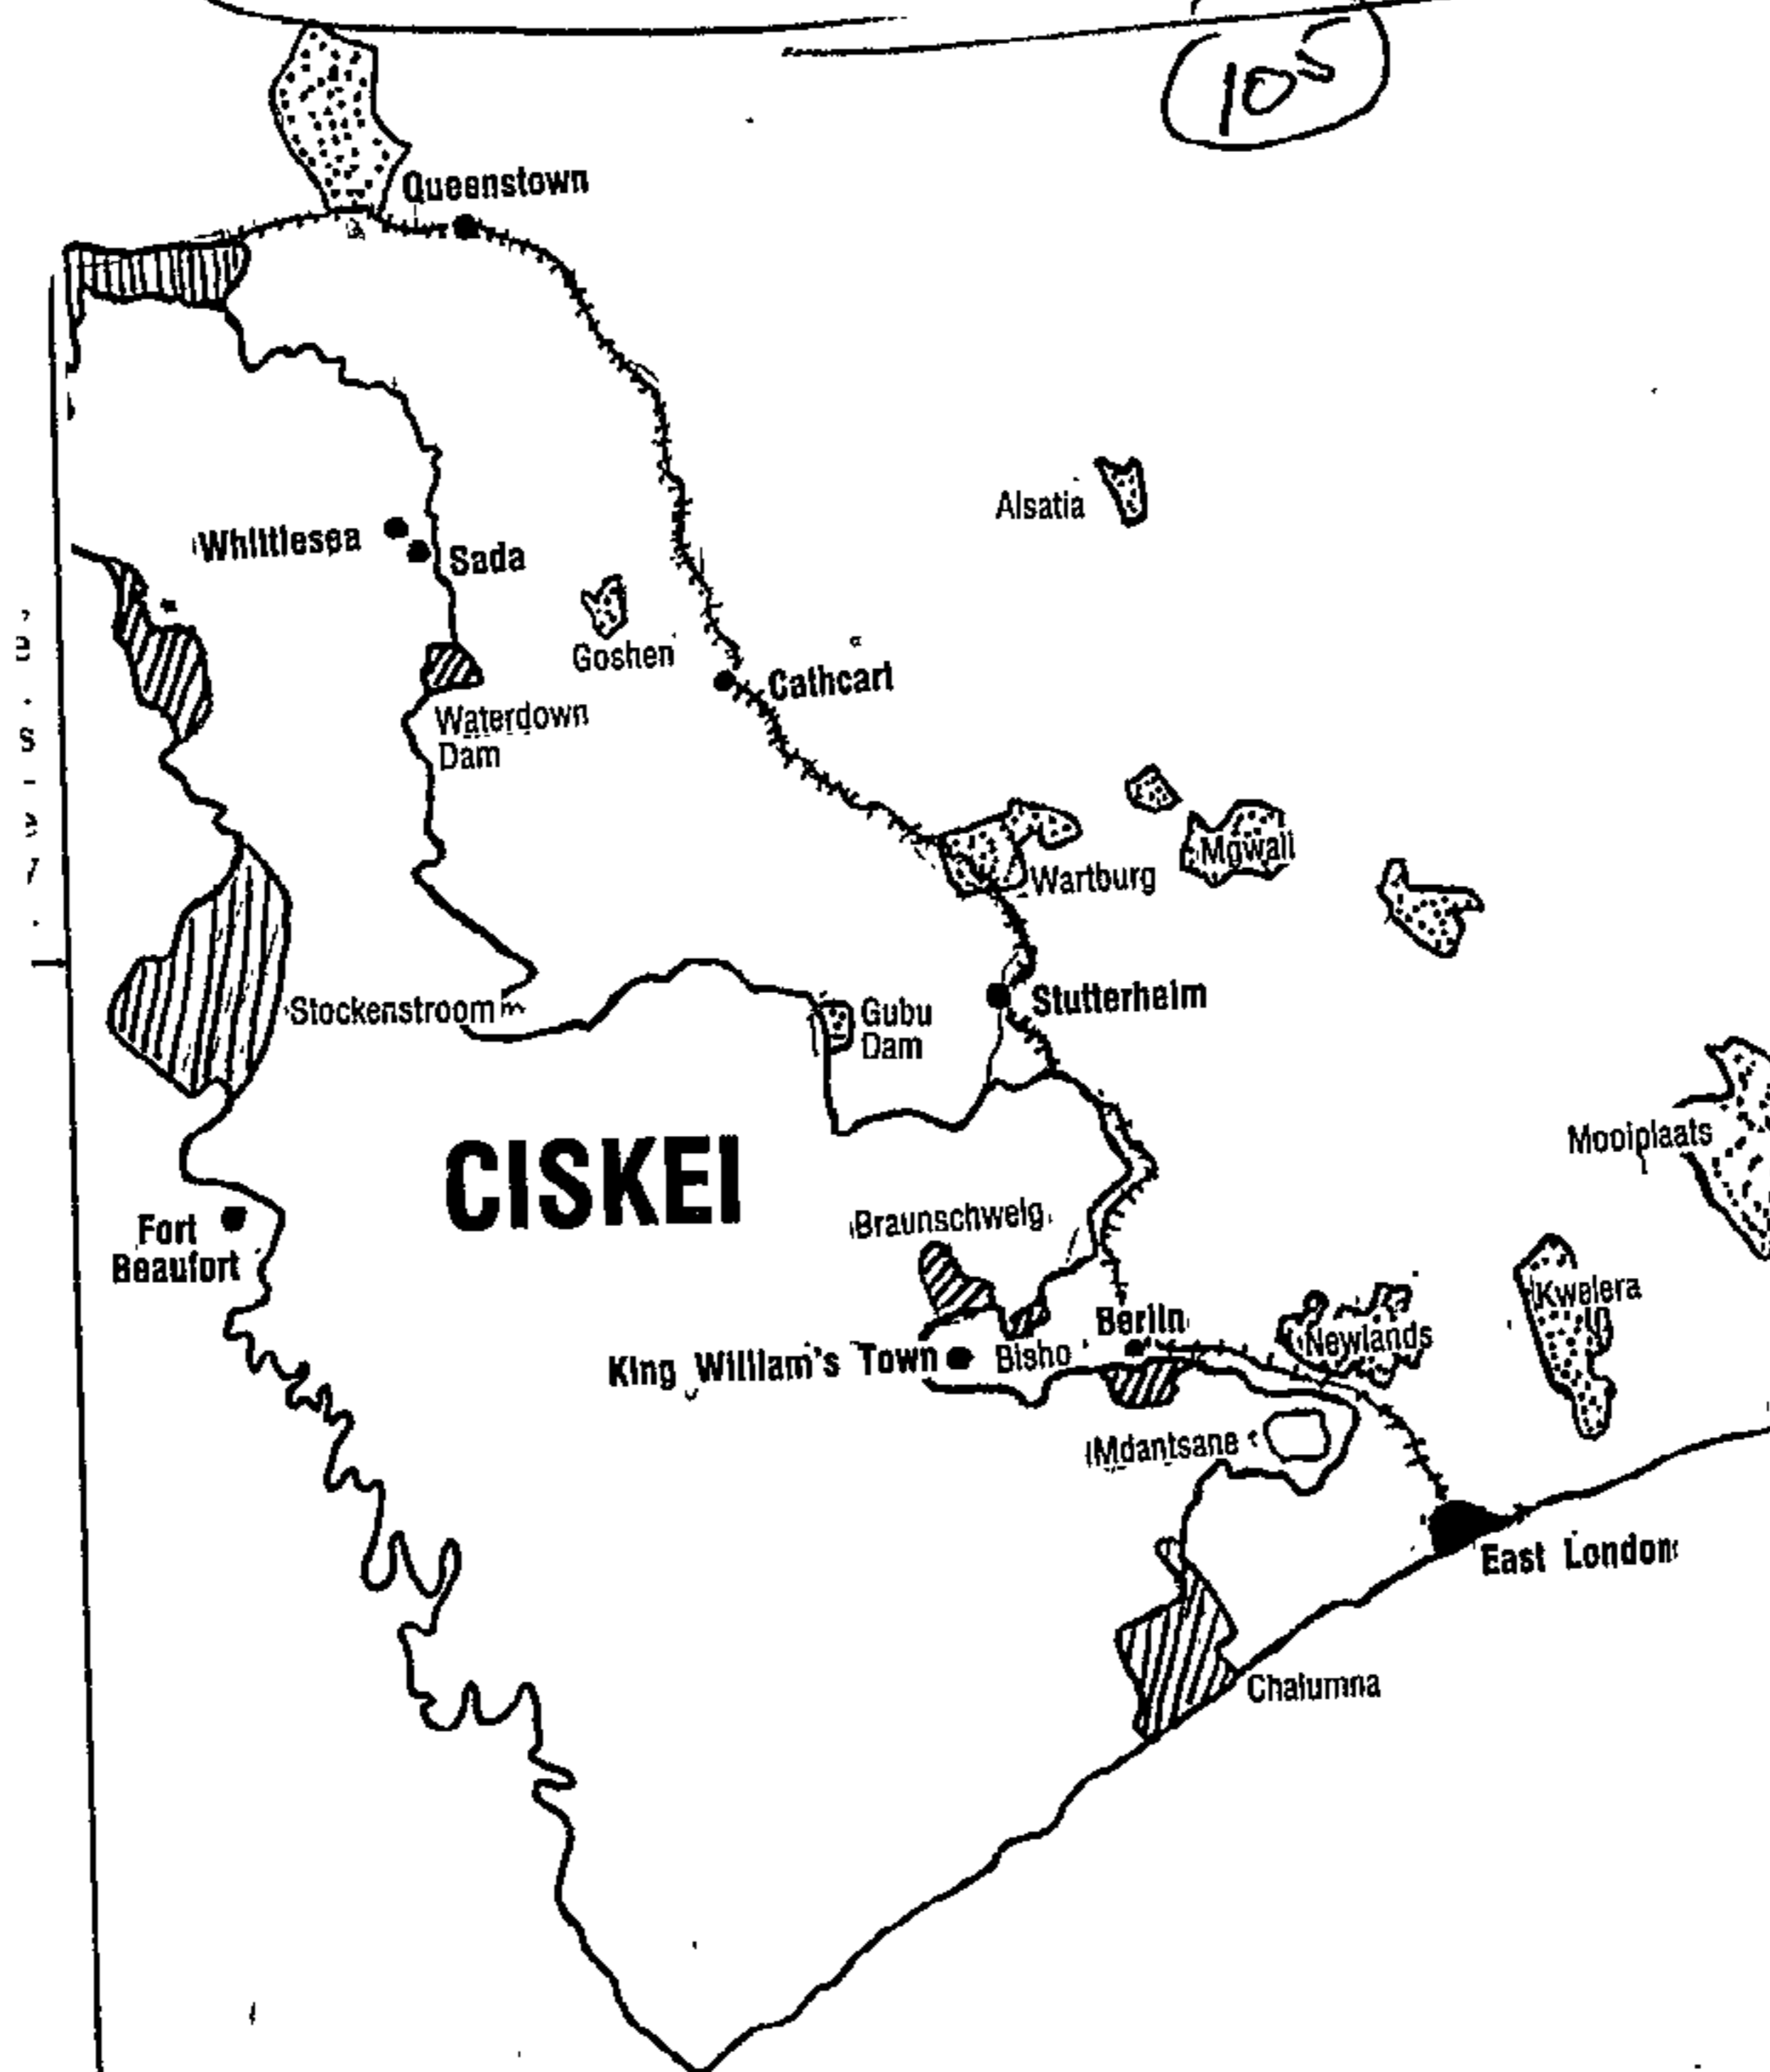 105
Queenstown
Alsatia
Whittlesea
Sada
Goshen
Cathcart
Waterdown
Dam
Mgwali
Wartburg
Stutterheim
Stockenstroom
Gubu
Dam
Mooiplaats
CISKEI
Braunschweig
Fort
Beaufort
Kwelera
Berlin
Newlands
King William's Town
Bisho
Mdantsane
East London
Chalumna